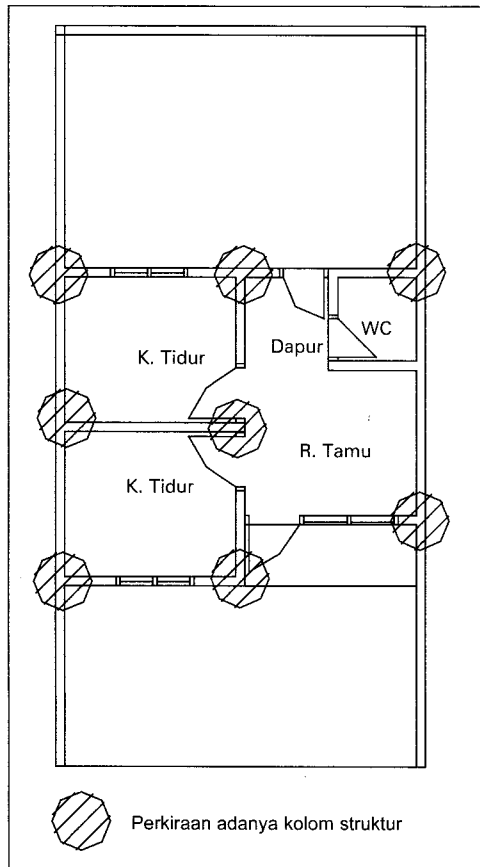 K. Tidur
Dapur
WC
R. Tamu
K. Tidur
Perkiraan adanya kolom struktur